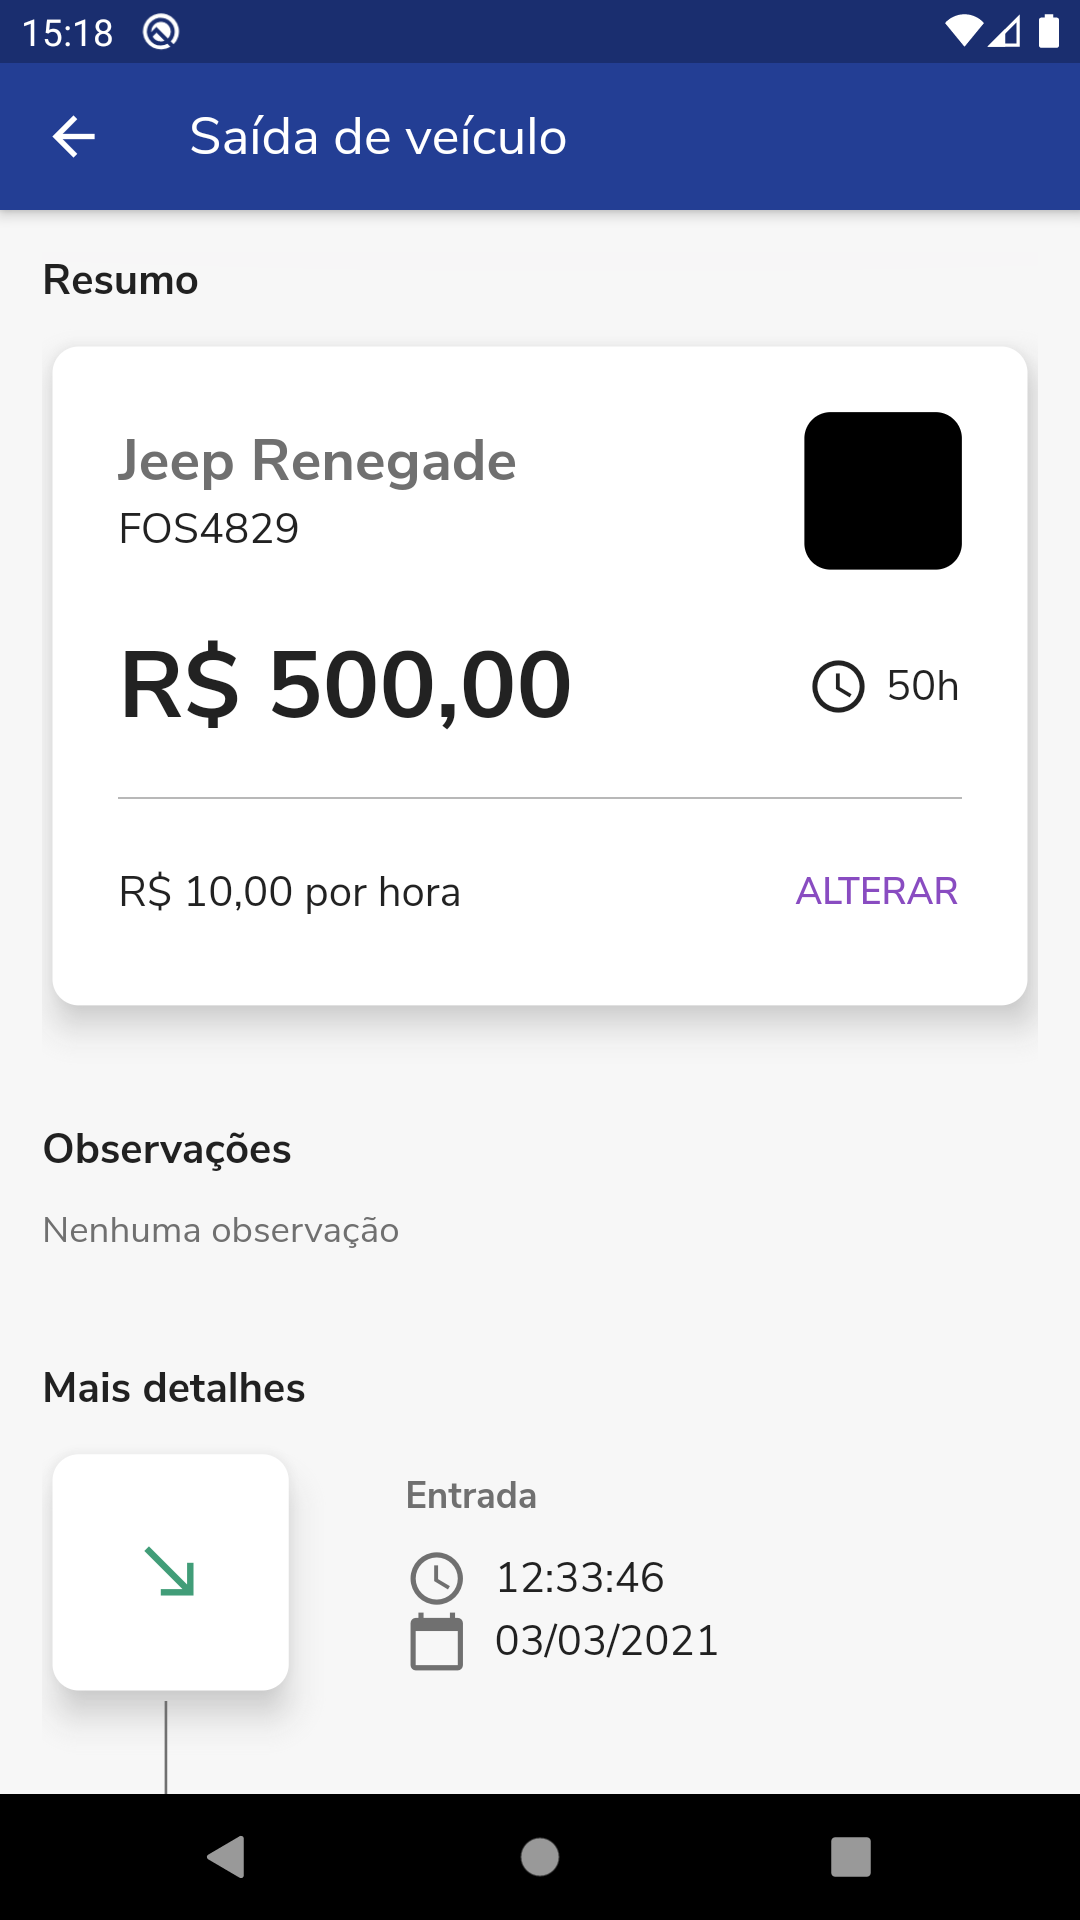 15:18
Saída de veículo
Resumo
Jeep Renegade
FOS4829
R$ 500,00
50h
R$ 10,00 por hora
ALTERAR
Observações
Nenhuma observação
Mais detalhes
Entrada
12:33:46
03/03/2021